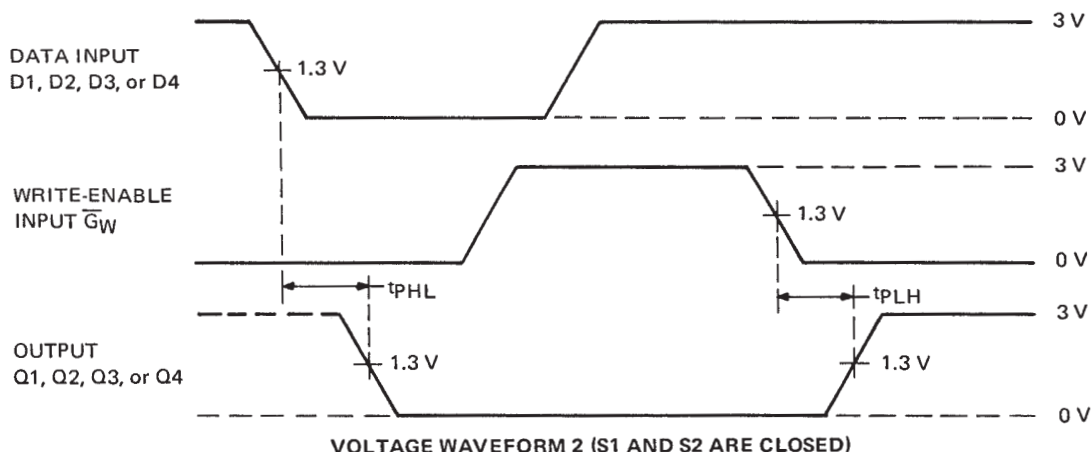 3 V
DATA INPUT
D1, D2, D3, or D4
1.3 V
0 V
3 V
WRITE-ENABLE
INPUT G̅W
1.3 V
0 V
tPHL
tPLH
3 V
OUTPUT
Q1, Q2, Q3, or Q4
1.3 V
1.3 V
0 V
VOLTAGE WAVEFORM 2 (S1 AND S2 ARE CLOSED)